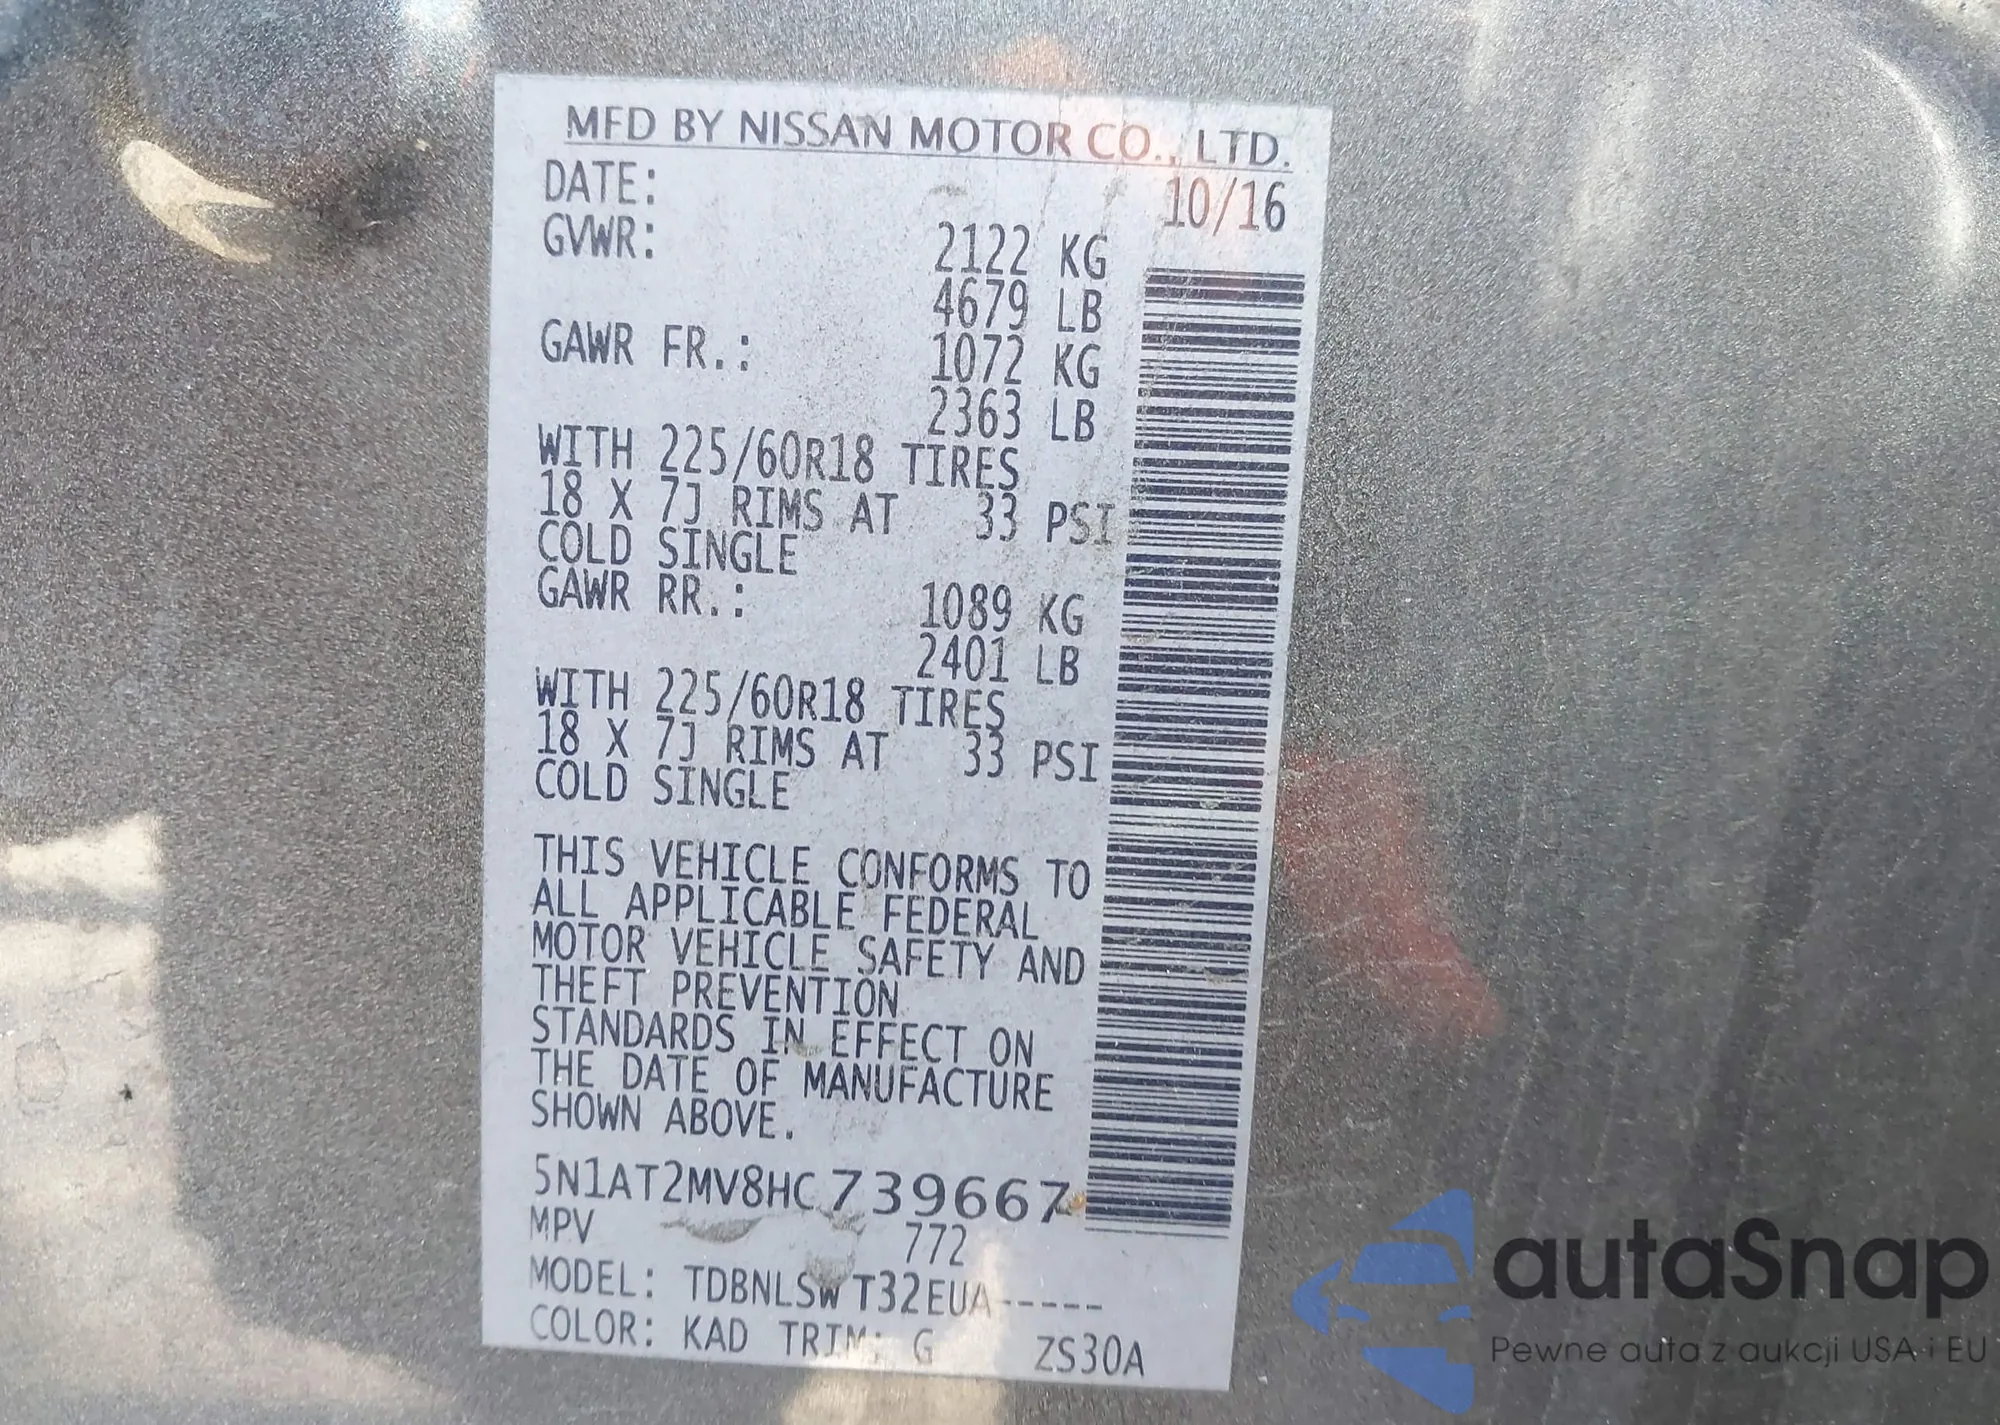 MFD BY NISSAN MOTOR CO., LTD.
DATE: 10/16
GVWR: 2122 KG
4679 LB
GAWR FR.: 1072 KG
2363 LB
WITH 225/60R18 TIRES
18 X 7J RIMS AT 33 PSI
COLD SINGLE
GAWR RR.: 1089 KG
2401 LB
WITH 225/60R18 TIRES
18 X 7J RIMS AT 33 PSI
COLD SINGLE
THIS VEHICLE CONFORMS TO
ALL APPLICABLE FEDERAL
MOTOR VEHICLE SAFETY AND
THEFT PREVENTION
STANDARDS IN EFFECT ON
THE DATE OF MANUFACTURE
SHOWN ABOVE.
5N1AT2MV8HC739667
MPV 772
MODEL: TDBNLSW T32EUA-----
COLOR: KAD TRIM: G ZS30A
autaSnap
Pewne auta z aukcji USA i EU